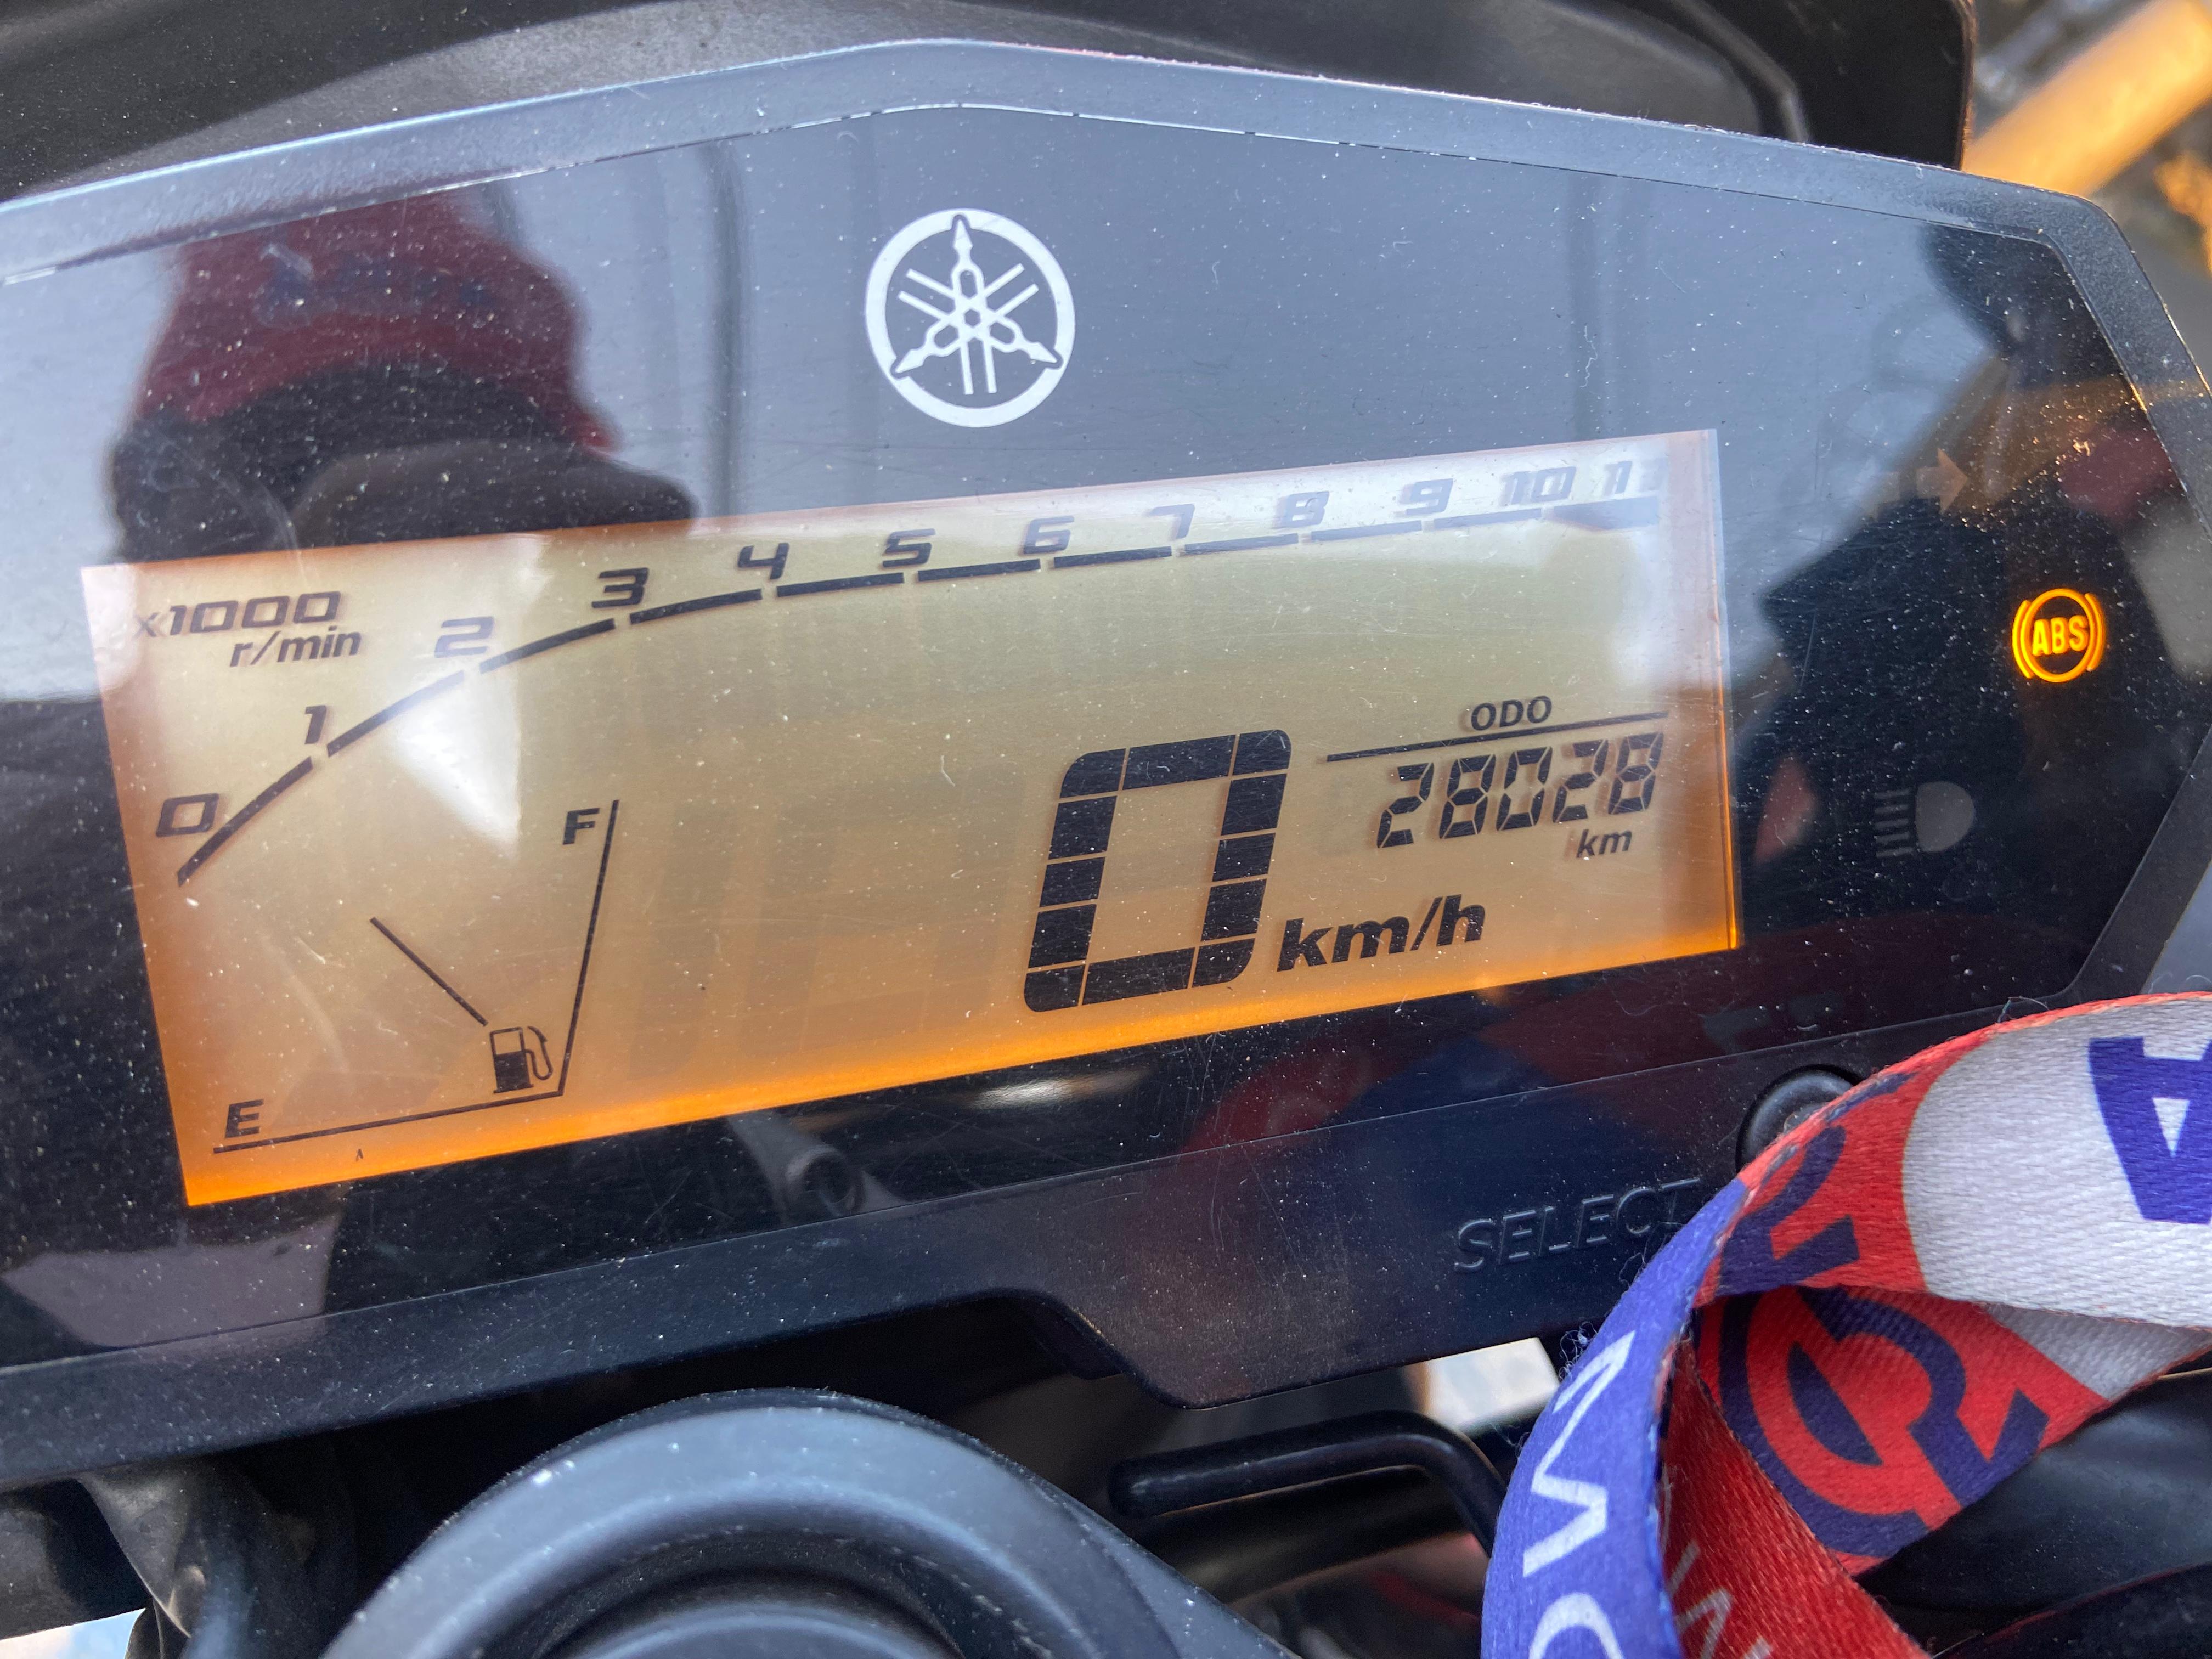 0 1 2 3 4 5 6 7 8 9 10 11
x1000
r/min
F
E
0 km/h
ODO
28028
km
ABS
SELECT